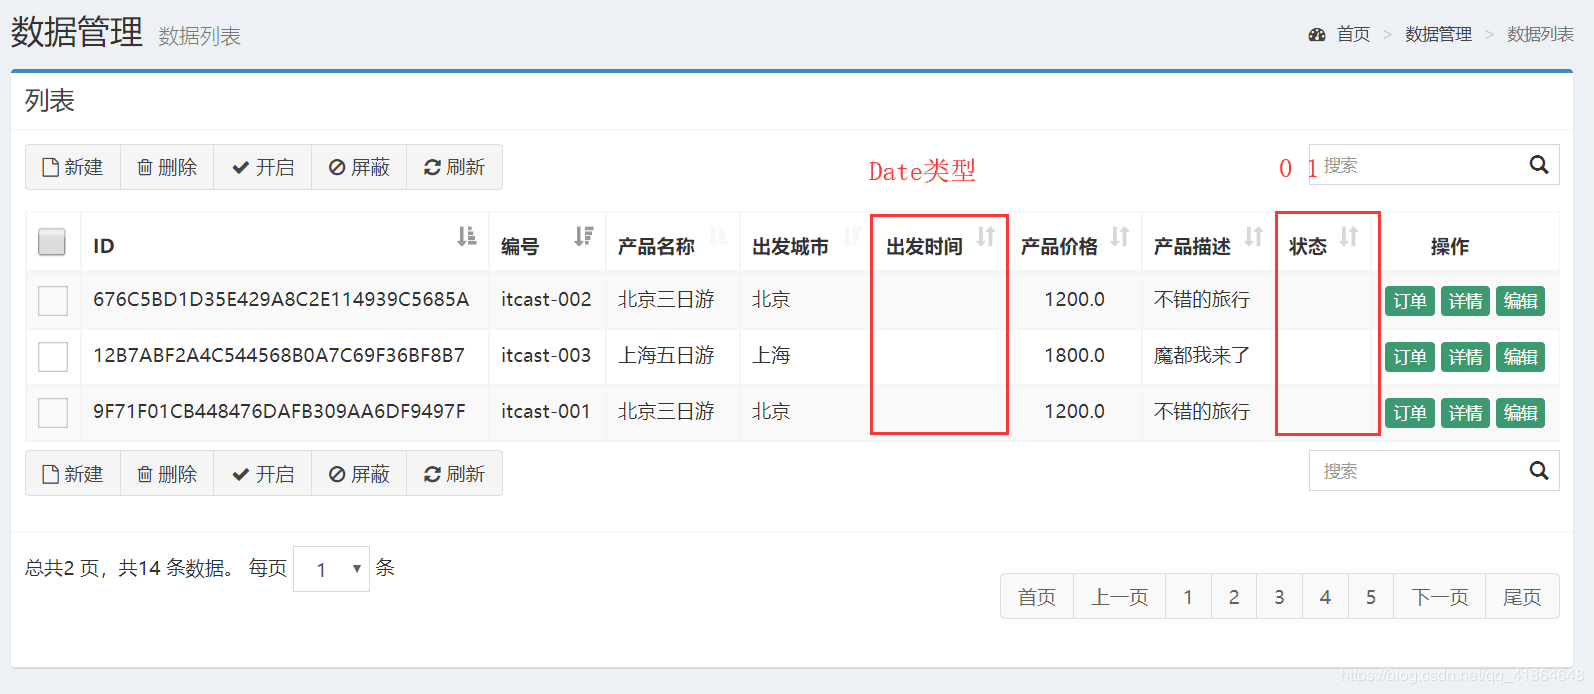 数据管理 数据列表 首页 > 数据管理 > 数据列表
列表
新建 删除 开启 屏蔽 刷新 Date类型 0 1 搜索
ID 编号 产品名称 出发城市 出发时间 产品价格 产品描述 状态 操作
676C5BD1D35E429A8C2E114939C5685A itcast-002 北京三日游 北京 1200.0 不错的旅行 订单 详情 编辑
12B7ABF2A4C544568B0A7C69F36BF8B7 itcast-003 上海五日游 上海 1800.0 魔都我来了 订单 详情 编辑
9F71F01CB448476DAFB309AA6DF9497F itcast-001 北京三日游 北京 1200.0 不错的旅行 订单 详情 编辑
新建 删除 开启 屏蔽 刷新 搜索
总共2 页，共14 条数据。 每页 1 条
首页 上一页 1 2 3 4 5 下一页 尾页
https://blog.csdn.net/qq_41864648